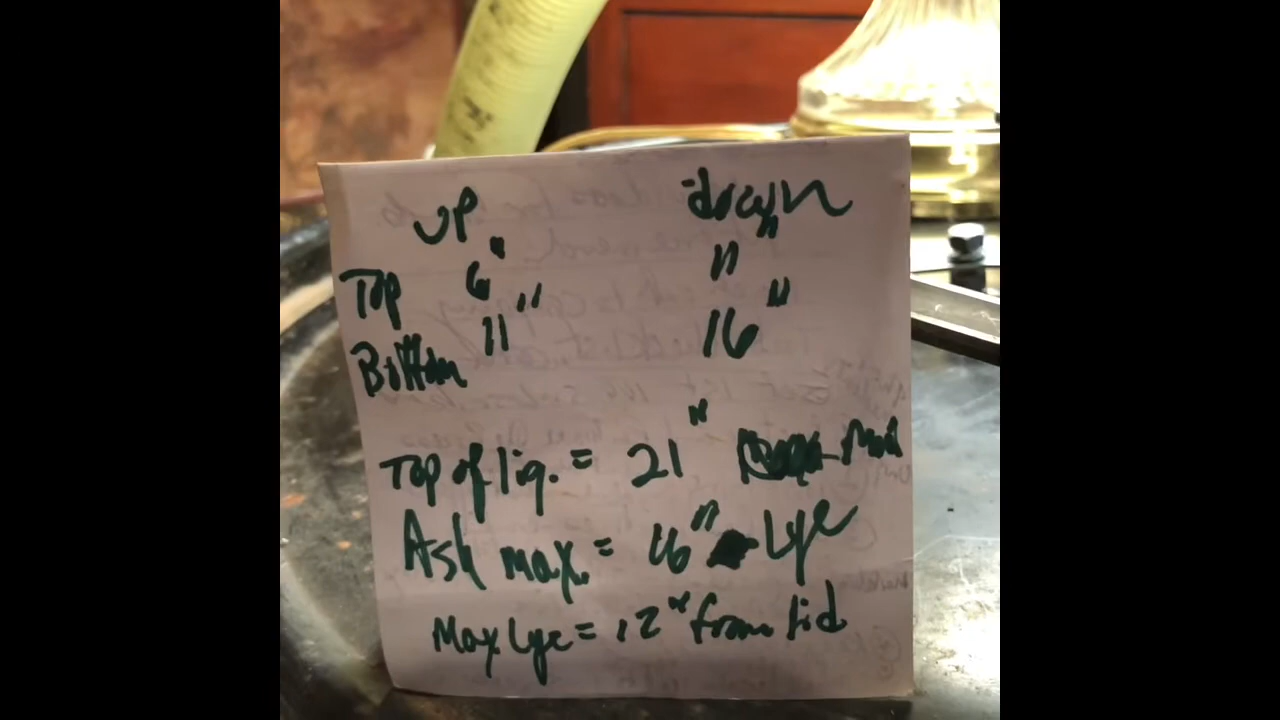 up down
Top 6" 11"
Bottom 11" 16"
Top of liq. = 21"
Ash max. = 16" Lye
Max Lye = 12" from lid